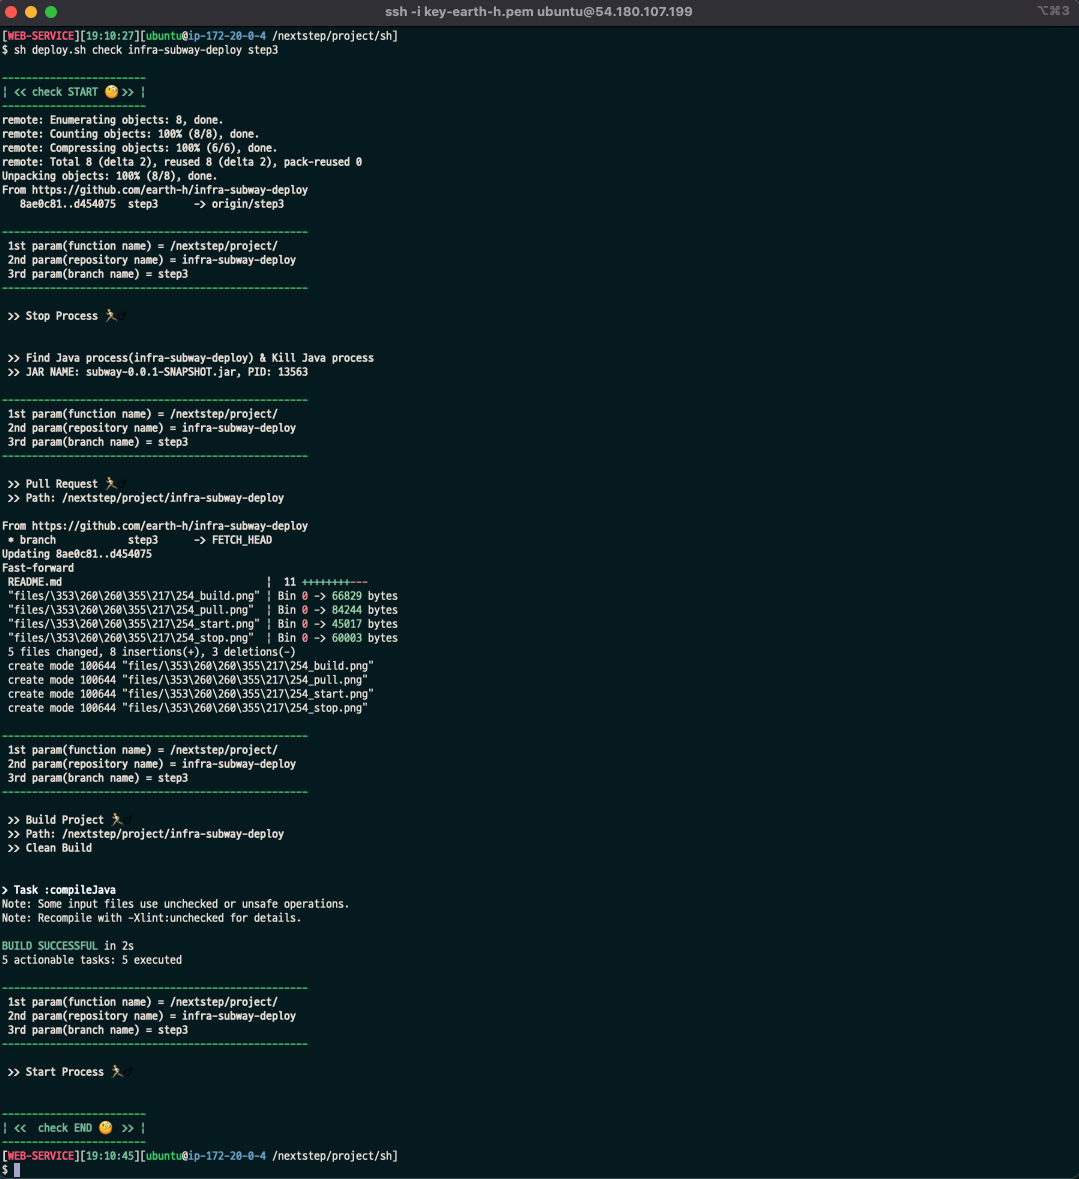 ssh -i key-earth-h.pem ubuntu@54.180.107.199
⌥⌘3
[WEB-SERVICE][19:10:27][ubuntu@ip-172-20-0-4 /nextstep/project/sh]
$ sh deploy.sh check infra-subway-deploy step3
------------------------
¦ << check START 🧐 >> ¦
------------------------
remote: Enumerating objects: 8, done.
remote: Counting objects: 100% (8/8), done.
remote: Compressing objects: 100% (6/6), done.
remote: Total 8 (delta 2), reused 8 (delta 2), pack-reused 0
Unpacking objects: 100% (8/8), done.
From https://github.com/earth-h/infra-subway-deploy
   8ae0c81..d454075  step3      -> origin/step3
---------------------------------------------------
 1st param(function name) = /nextstep/project/
 2nd param(repository name) = infra-subway-deploy
 3rd param(branch name) = step3
---------------------------------------------------
 >> Stop Process 🏃♂
 >> Find Java process(infra-subway-deploy) & Kill Java process
 >> JAR NAME: subway-0.0.1-SNAPSHOT.jar, PID: 13563
---------------------------------------------------
 1st param(function name) = /nextstep/project/
 2nd param(repository name) = infra-subway-deploy
 3rd param(branch name) = step3
---------------------------------------------------
 >> Pull Request 🏃♂
 >> Path: /nextstep/project/infra-subway-deploy
From https://github.com/earth-h/infra-subway-deploy
 * branch            step3      -> FETCH_HEAD
Updating 8ae0c81..d454075
Fast-forward
 README.md                                  ¦  11 ++++++++---
 "files/\353\260\260\355\217\254_build.png" ¦ Bin 0 -> 66829 bytes
 "files/\353\260\260\355\217\254_pull.png"  ¦ Bin 0 -> 84244 bytes
 "files/\353\260\260\355\217\254_start.png" ¦ Bin 0 -> 45017 bytes
 "files/\353\260\260\355\217\254_stop.png"  ¦ Bin 0 -> 60003 bytes
 5 files changed, 8 insertions(+), 3 deletions(-)
 create mode 100644 "files/\353\260\260\355\217\254_build.png"
 create mode 100644 "files/\353\260\260\355\217\254_pull.png"
 create mode 100644 "files/\353\260\260\355\217\254_start.png"
 create mode 100644 "files/\353\260\260\355\217\254_stop.png"
---------------------------------------------------
 1st param(function name) = /nextstep/project/
 2nd param(repository name) = infra-subway-deploy
 3rd param(branch name) = step3
---------------------------------------------------
 >> Build Project 🏃♂
 >> Path: /nextstep/project/infra-subway-deploy
 >> Clean Build
> Task :compileJava
Note: Some input files use unchecked or unsafe operations.
Note: Recompile with -Xlint:unchecked for details.
BUILD SUCCESSFUL in 2s
5 actionable tasks: 5 executed
---------------------------------------------------
 1st param(function name) = /nextstep/project/
 2nd param(repository name) = infra-subway-deploy
 3rd param(branch name) = step3
---------------------------------------------------
 >> Start Process 🏃♂
------------------------
¦ <<  check END 🧐 >> ¦
------------------------
[WEB-SERVICE][19:10:45][ubuntu@ip-172-20-0-4 /nextstep/project/sh]
$